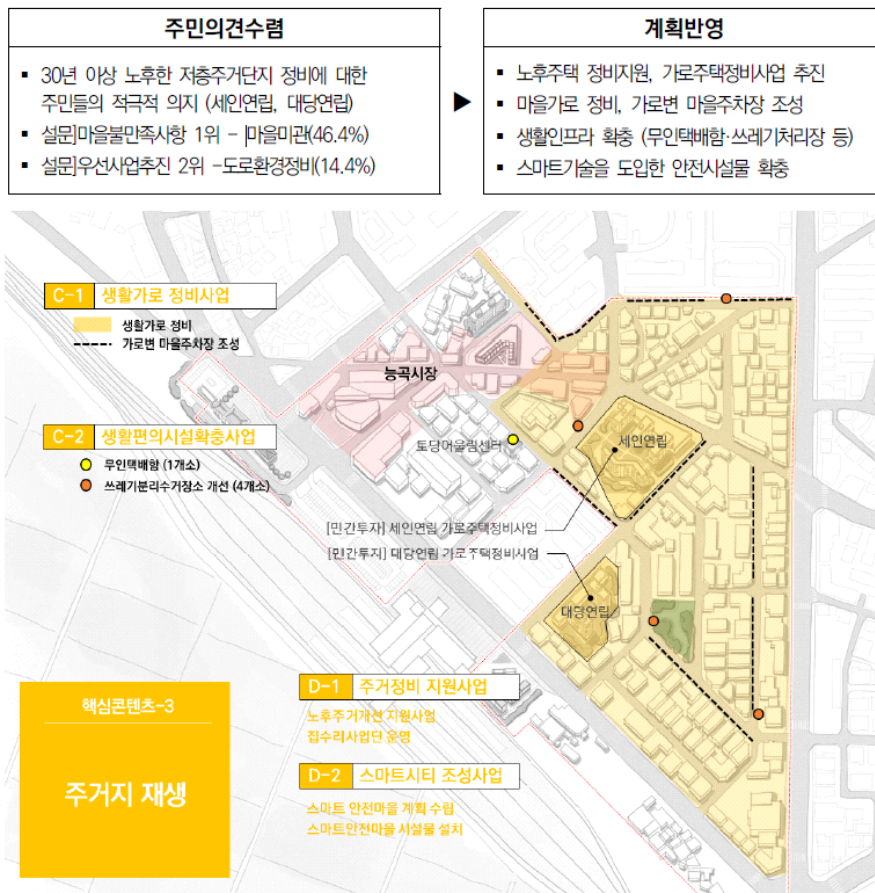 주민의견수렴
▪ 30년 이상 노후한 저층주거단지 정비에 대한
주민들의 적극적 의지 (세인연립, 대당연립)
▪ 설문]마을불만족사항 1위 - |마을미관(46.4%)
▪ 설문]우선사업추진 2위 -도로환경정비(14.4%)
▶
계획반영
▪ 노후주택 정비지원, 가로주택정비사업 추진
▪ 마을가로 정비, 가로변 마을주차장 조성
▪ 생활인프라 확충 (무인택배함·쓰레기처리장 등)
▪ 스마트기술을 도입한 안전시설물 확충
C-1 생활가로 정비사업
생활가로 정비
가로변 마을주차장 조성
능곡시장
C-2 생활편의시설확충사업
무인택배함 (1개소)
쓰레기분리수거장소 개선 (4개소)
토당어울림센터
세인연립
[민간투자] 세인연립 가로주택정비사업
[민간투자] 대당연립 가로주택정비사업
대당연립
핵심콘텐츠-3
주거지 재생
D-1 주거정비 지원사업
노후주거개선 지원사업
집수리사업단 운영
D-2 스마트시티 조성사업
스마트 안전마을 계획 수립
스마트안전마을 시설물 설치